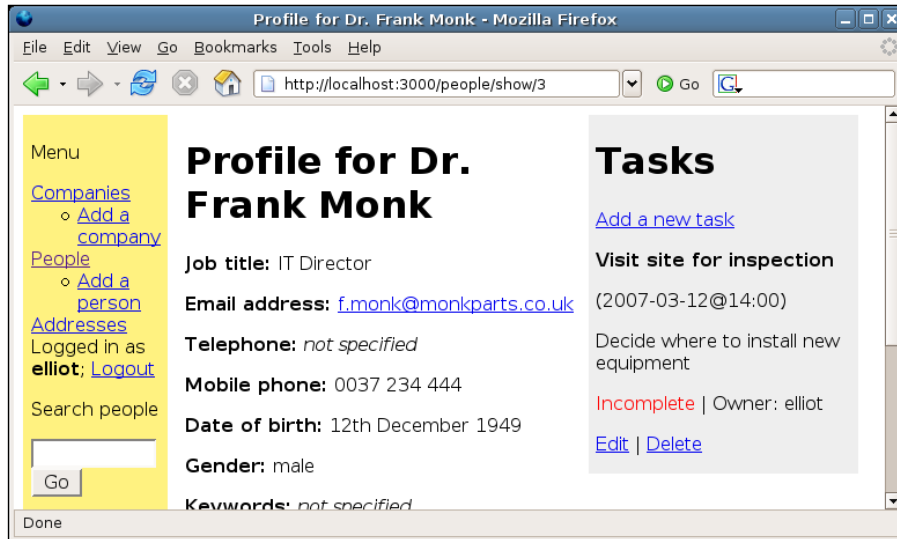 Profile for Dr. Frank Monk - Mozilla Firefox
File Edit View Go Bookmarks Tools Help
http://localhost:3000/people/show/3
Go
G
Menu
Companies
Add a
company
People
Add a
person
Addresses
Logged in as
elliot; Logout
Search people
Go
Profile for Dr.
Frank Monk
Job title: IT Director
Email address: f.monk@monkparts.co.uk
Telephone: not specified
Mobile phone: 0037 234 444
Date of birth: 12th December 1949
Gender: male
Keywords: not specified
Tasks
Add a new task
Visit site for inspection
(2007-03-12@14:00)
Decide where to install new
equipment
Incomplete | Owner: elliot
Edit | Delete
Done